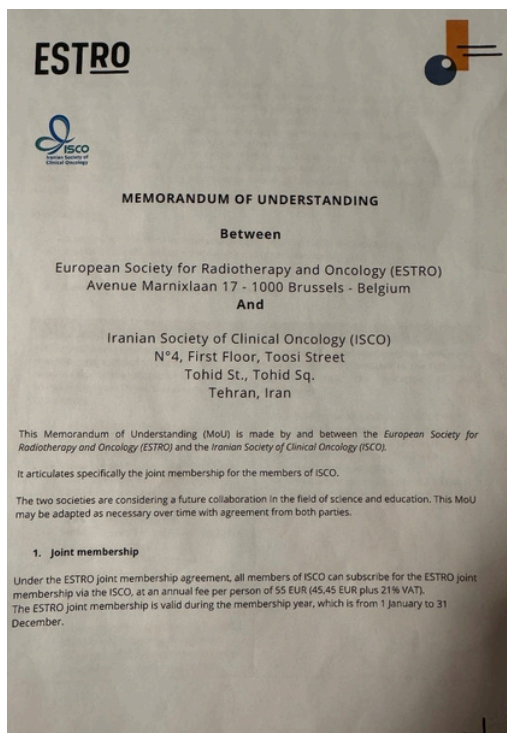 ESTRO
ISCO
Iranian Society of
Clinical Oncology
MEMORANDUM OF UNDERSTANDING
Between
European Society for Radiotherapy and Oncology (ESTRO)
Avenue Marnixlaan 17 - 1000 Brussels - Belgium
And
Iranian Society of Clinical Oncology (ISCO)
N°4, First Floor, Toosi Street
Tohid St., Tohid Sq.
Tehran, Iran
This Memorandum of Understanding (MoU) is made by and between the European Society for
Radiotherapy and Oncology (ESTRO) and the Iranian Society of Clinical Oncology (ISCO).
It articulates specifically the joint membership for the members of ISCO.
The two societies are considering a future collaboration in the field of science and education. This MoU
may be adapted as necessary over time with agreement from both parties.
1. Joint membership
Under the ESTRO joint membership agreement, all members of ISCO can subscribe for the ESTRO joint
membership via the ISCO, at an annual fee per person of 55 EUR (45,45 EUR plus 21% VAT).
The ESTRO joint membership is valid during the membership year, which is from 1 January to 31
December.